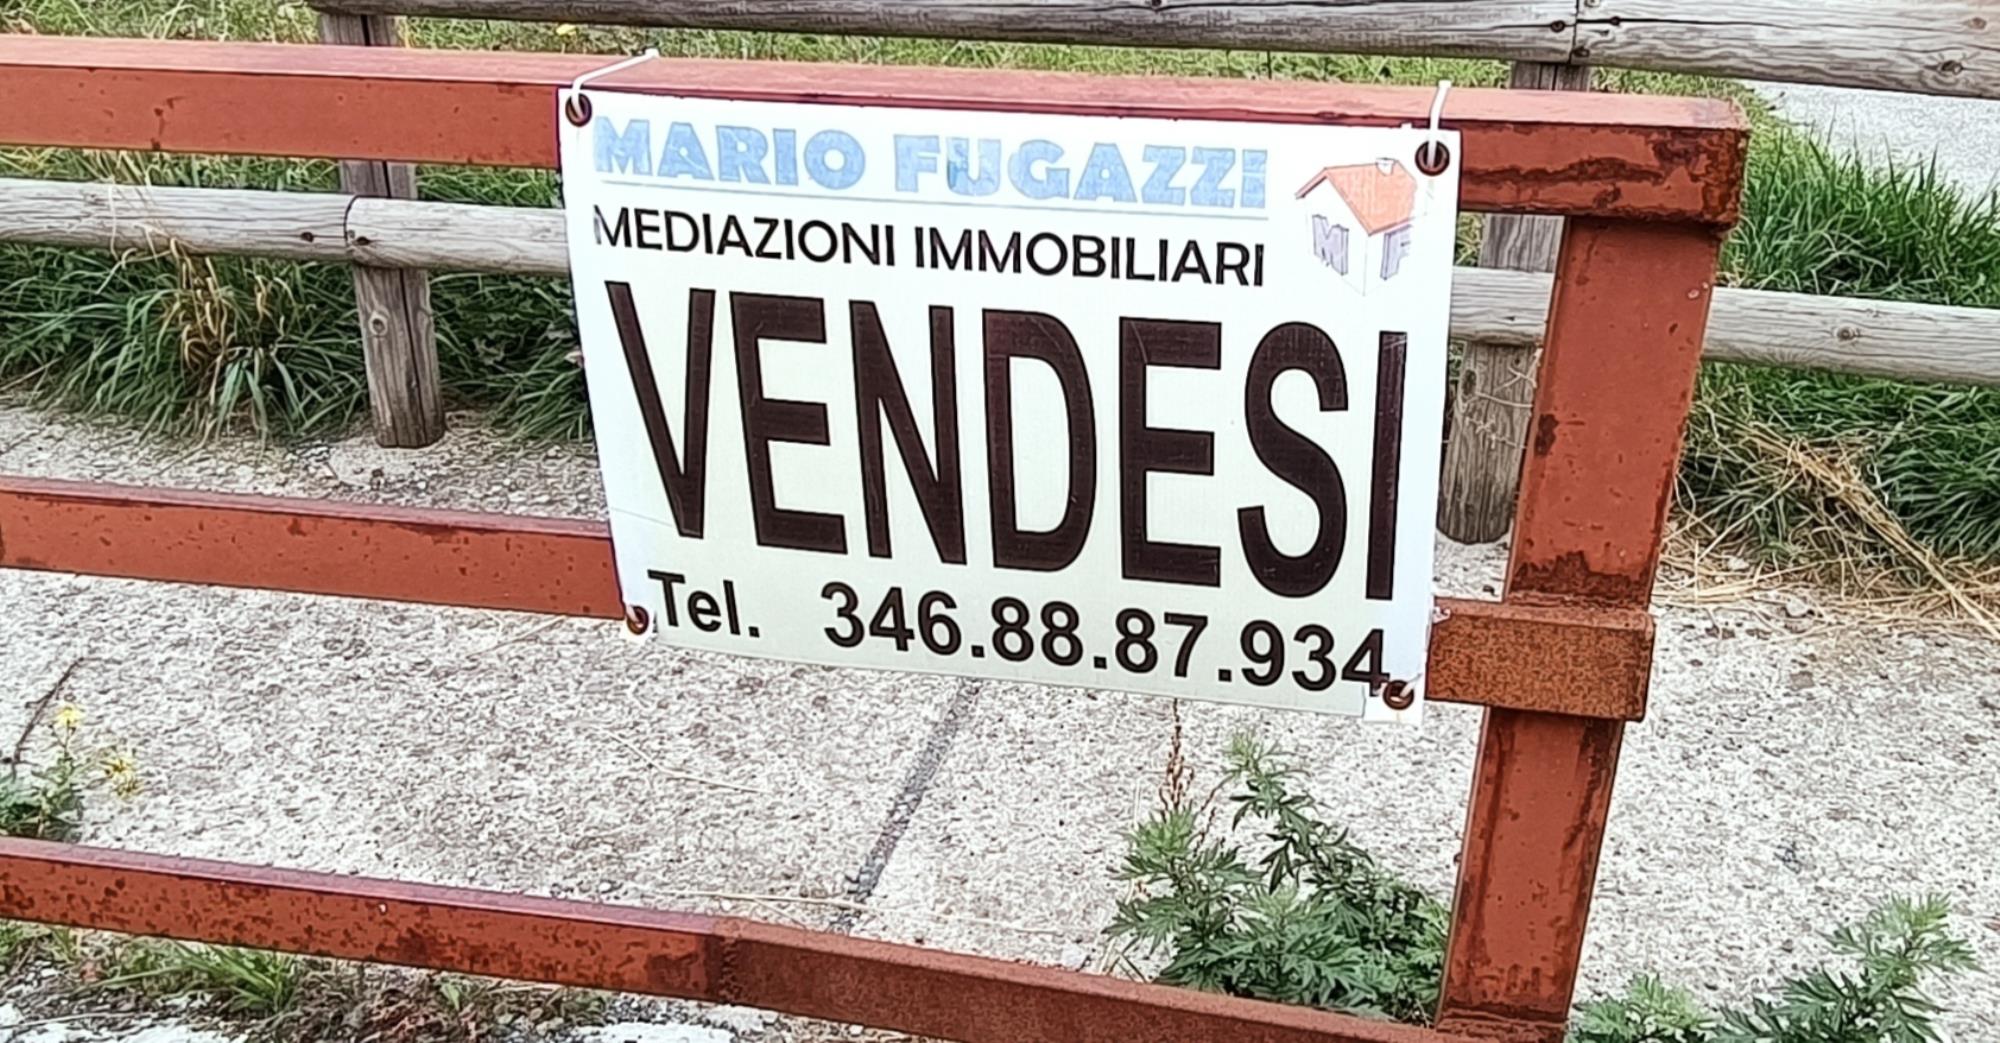 MARIO FUGAZZI
MEDIAZIONI IMMOBILIARI
M F
VENDESI
Tel. 346.88.87.934